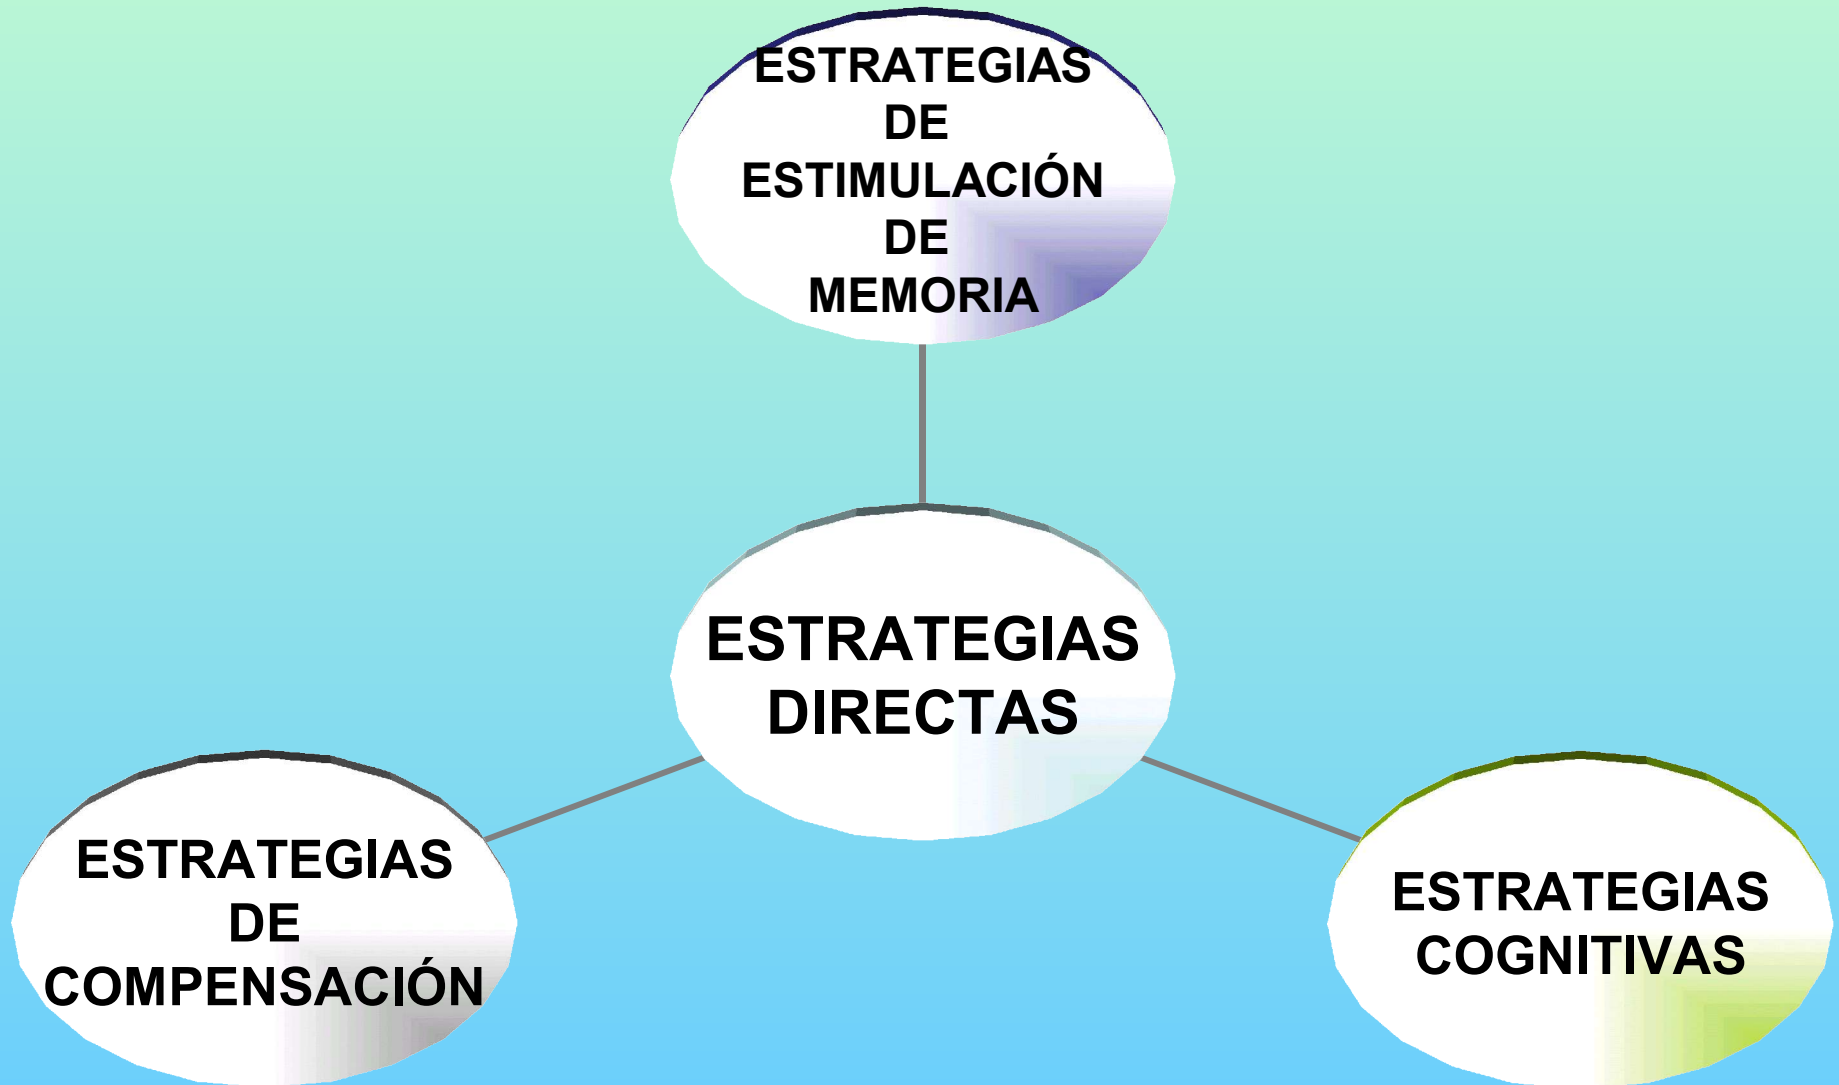 ESTRATEGIAS
DE
ESTIMULACIÓN
DE
MEMORIA
ESTRATEGIAS
DIRECTAS
ESTRATEGIAS
DE
COMPENSACIÓN
ESTRATEGIAS
COGNITIVAS